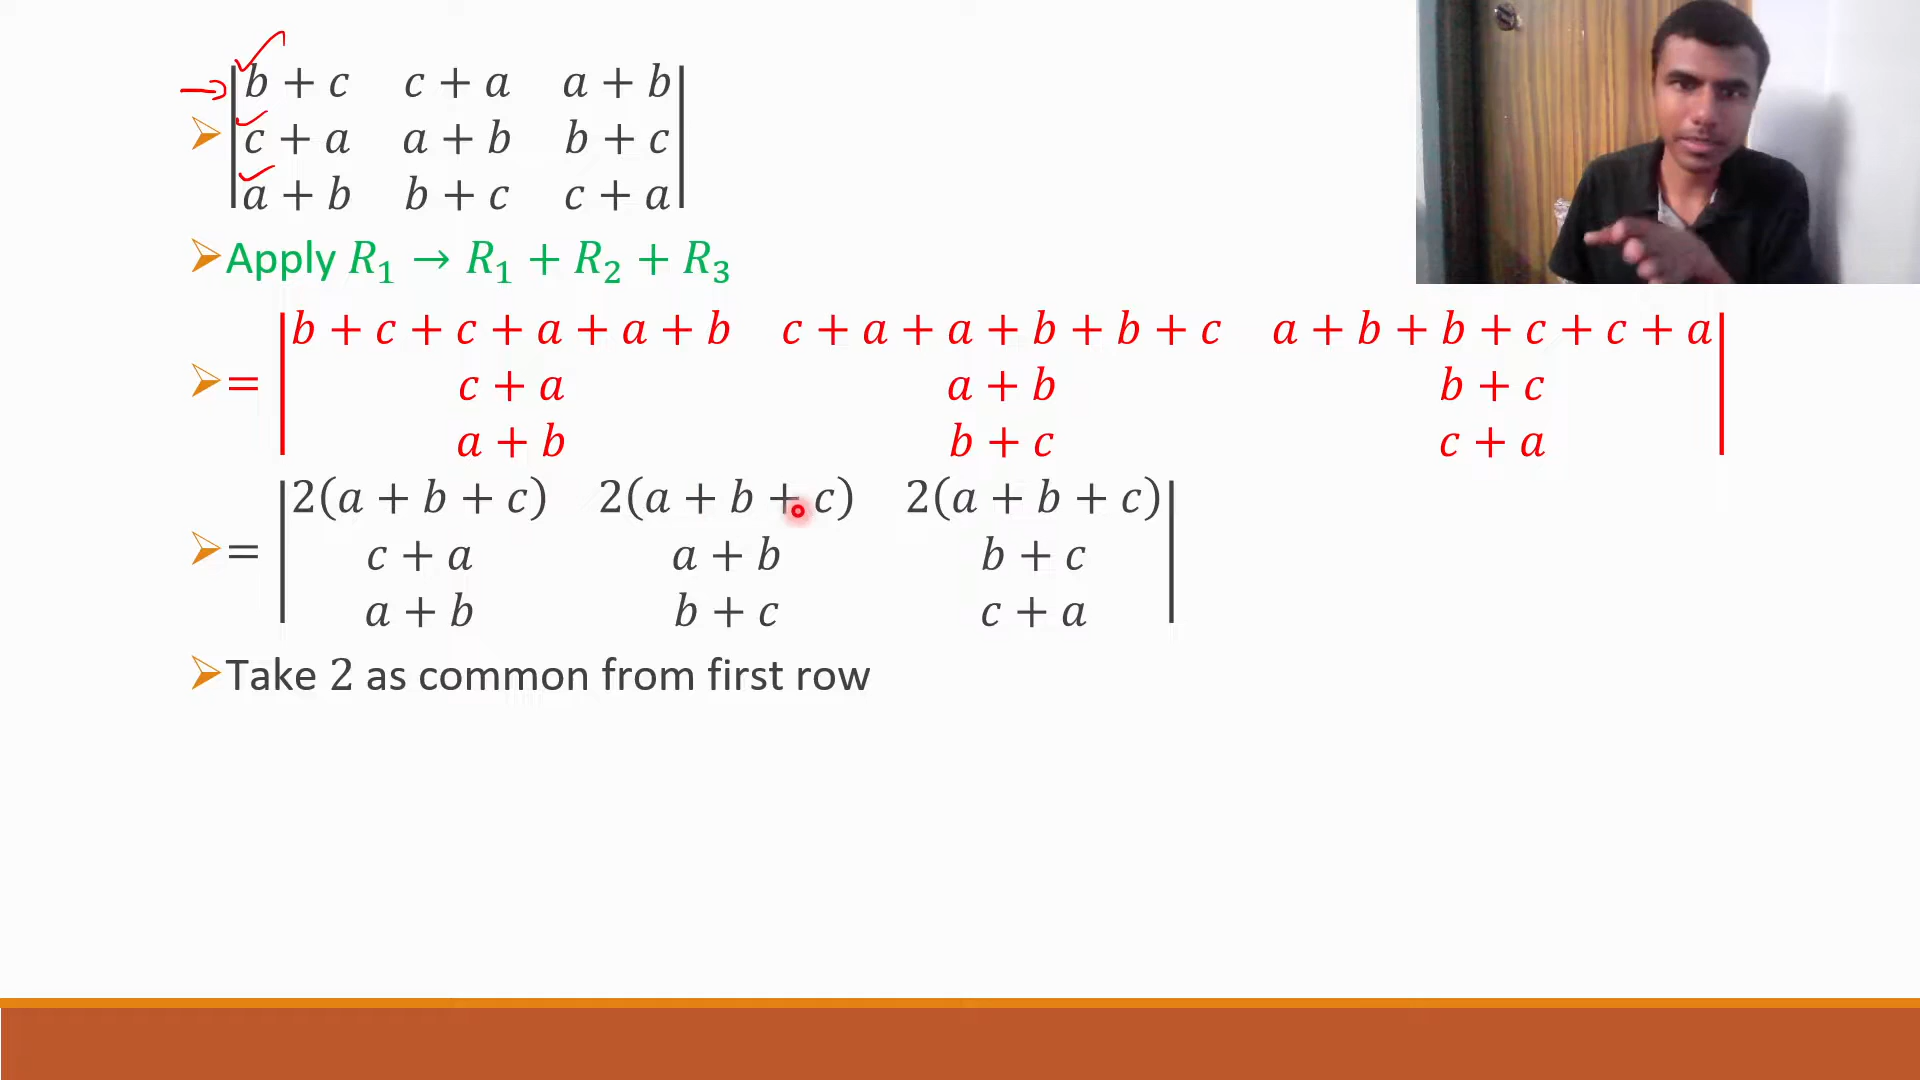 |b + c c + a a + b|
|c + a a + b b + c|
|a + b b + c c + a|
Apply R₁ → R₁ + R₂ + R₃
= |b + c + c + a + a + b c + a + a + b + b + c a + b + b + c + c + a|
|c + a a + b b + c|
|a + b b + c c + a|
= |2(a + b + c) 2(a + b + c) 2(a + b + c)|
|c + a a + b b + c|
|a + b b + c c + a|
Take 2 as common from first row